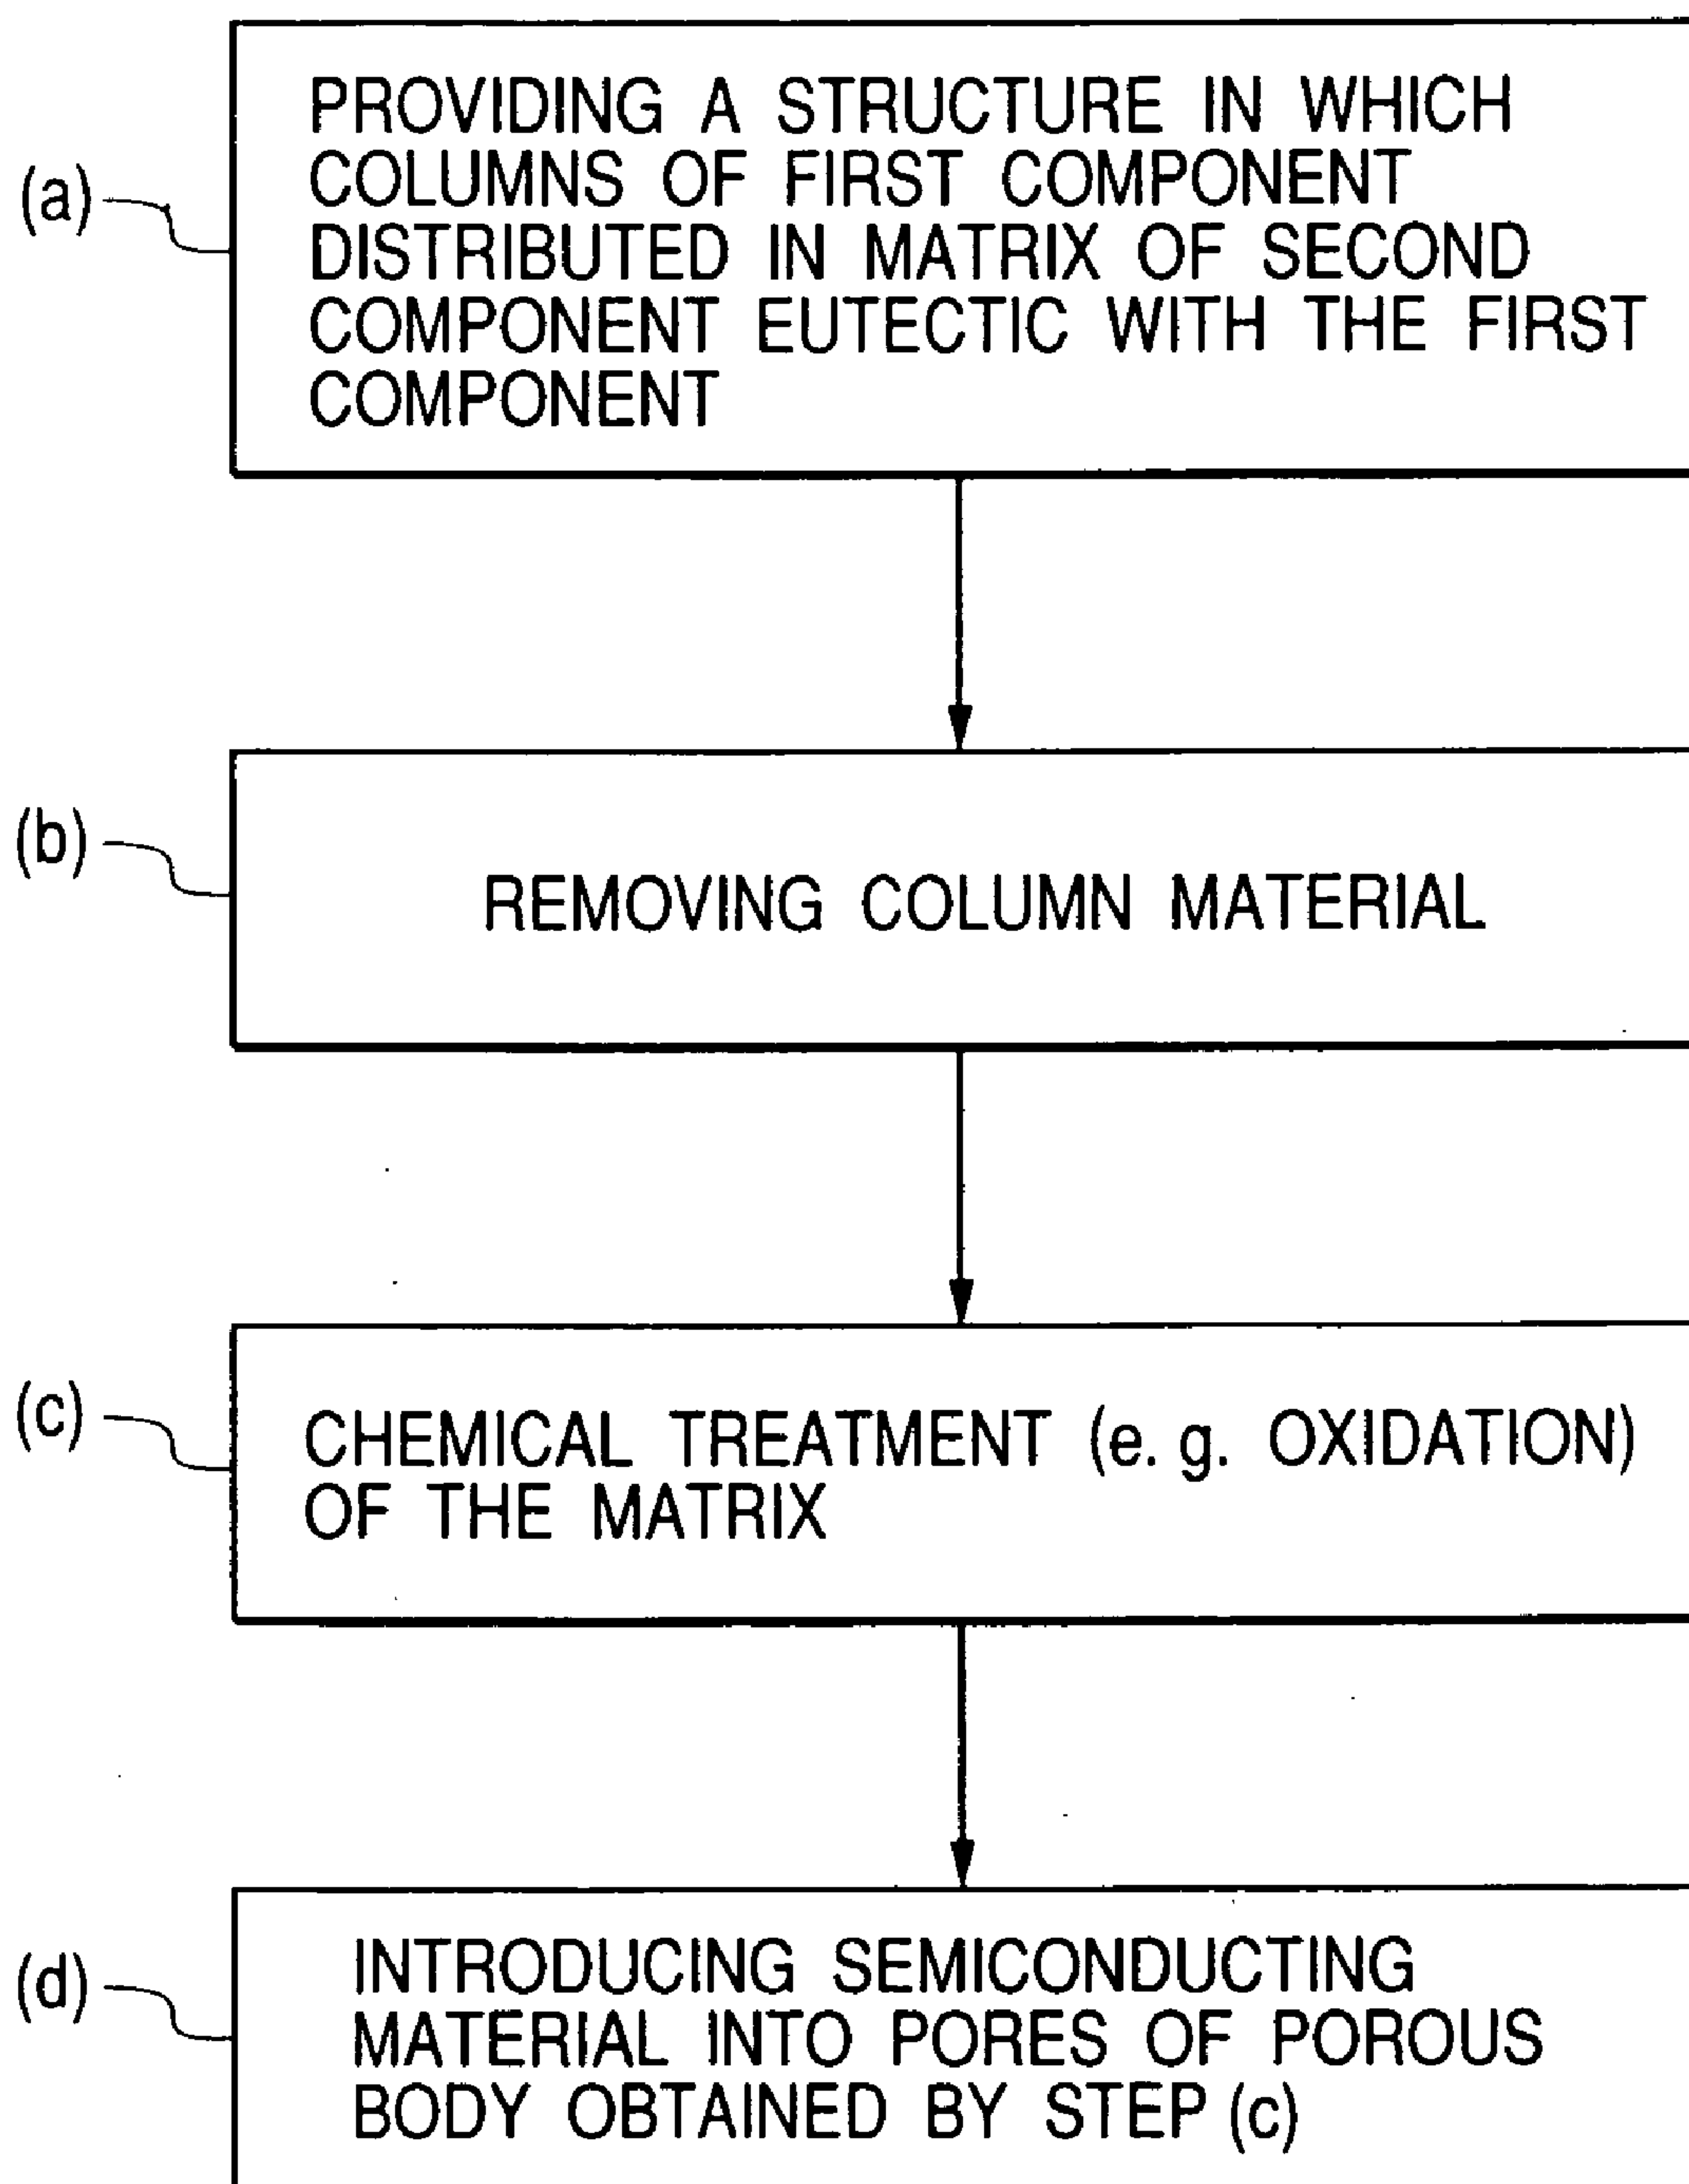 PROVIDING A STRUCTURE IN WHICH
COLUMNS OF FIRST COMPONENT
(a)
DISTRIBUTED IN MATRIX OF SECOND
COMPONENT EUTECTIC WITH THE FIRST
COMPONENT
(b)
REMOVING COLUMN MATERIAL
(c)
CHEMICAL TREATMENT (e. g. OXIDATION)
OF THE MATRIX
(d)
INTRODUCING SEMICONDUCTING
MATERIAL INTO PORES OF POROUS
BODY OBTAINED BY STEP (c)